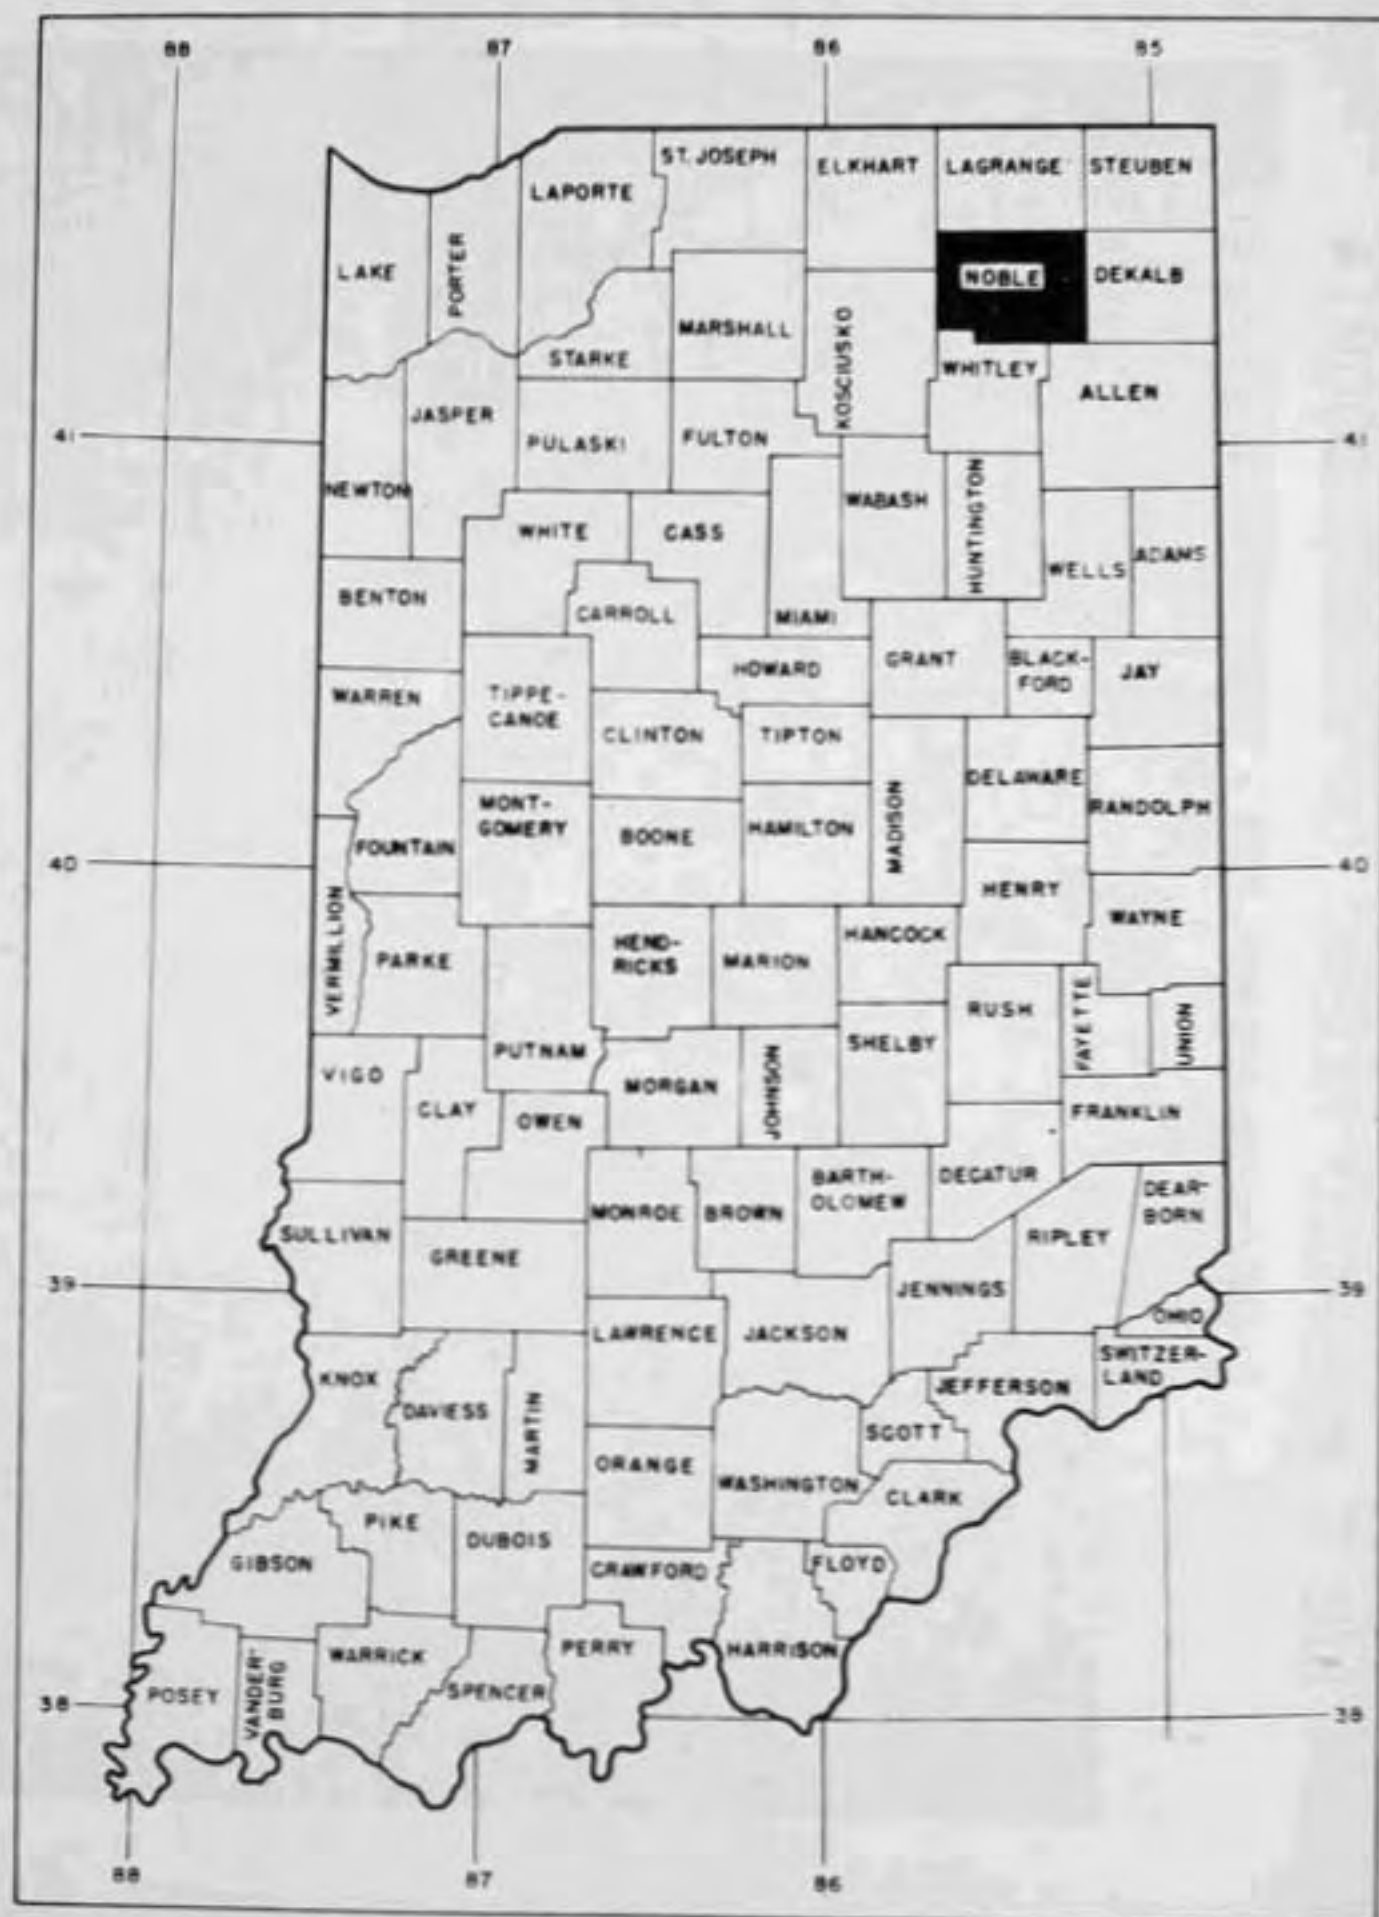 88 87 86 85
ST. JOSEPH ELKHART LAGRANGE STEUBEN
LAPORTE
LAKE PORTER NOBLE DEKALB
MARSHALL KOSCIUSKO
STARKE WHITLEY
JASPER ALLEN
41 PULASKI FULTON 41
NEWTON WABASH HUNTINGTON
WHITE CASS
WELLS ADAMS
BENTON CARROLL MIAMI
HOWARD GRANT BLACK-
FORD JAY
WARREN TIPPE-
CANOE
CLINTON TIPTON
MONT-
GOMERY MADISON DELAWARE RANDOLPH
FOUNTAIN BOONE HAMILTON
40 40
HENRY
VERMILLION PARKE HEND-
RICKS MARION HANCOCK WAYNE
RUSH FAYETTE UNION
PUTNAM SHELBY
VIGO MORGAN JOHNSON
CLAY OWEN FRANKLIN
DECATUR
BARTH-
OLOMEW DEAR-
BORN
SULLIVAN MONROE BROWN RIPLEY
GREENE
39 JENNINGS 39
OHIO
LAWRENCE JACKSON
SWITZER-
LAND
KNOX JEFFERSON
DAVIESS MARTIN SCOTT
ORANGE WASHINGTON CLARK
PIKE DUBOIS
GIBSON CRAWFORD FLOYD
WARRICK PERRY HARRISON
POSEY VANDER-
BURG SPENCER
38 38
88 87 86